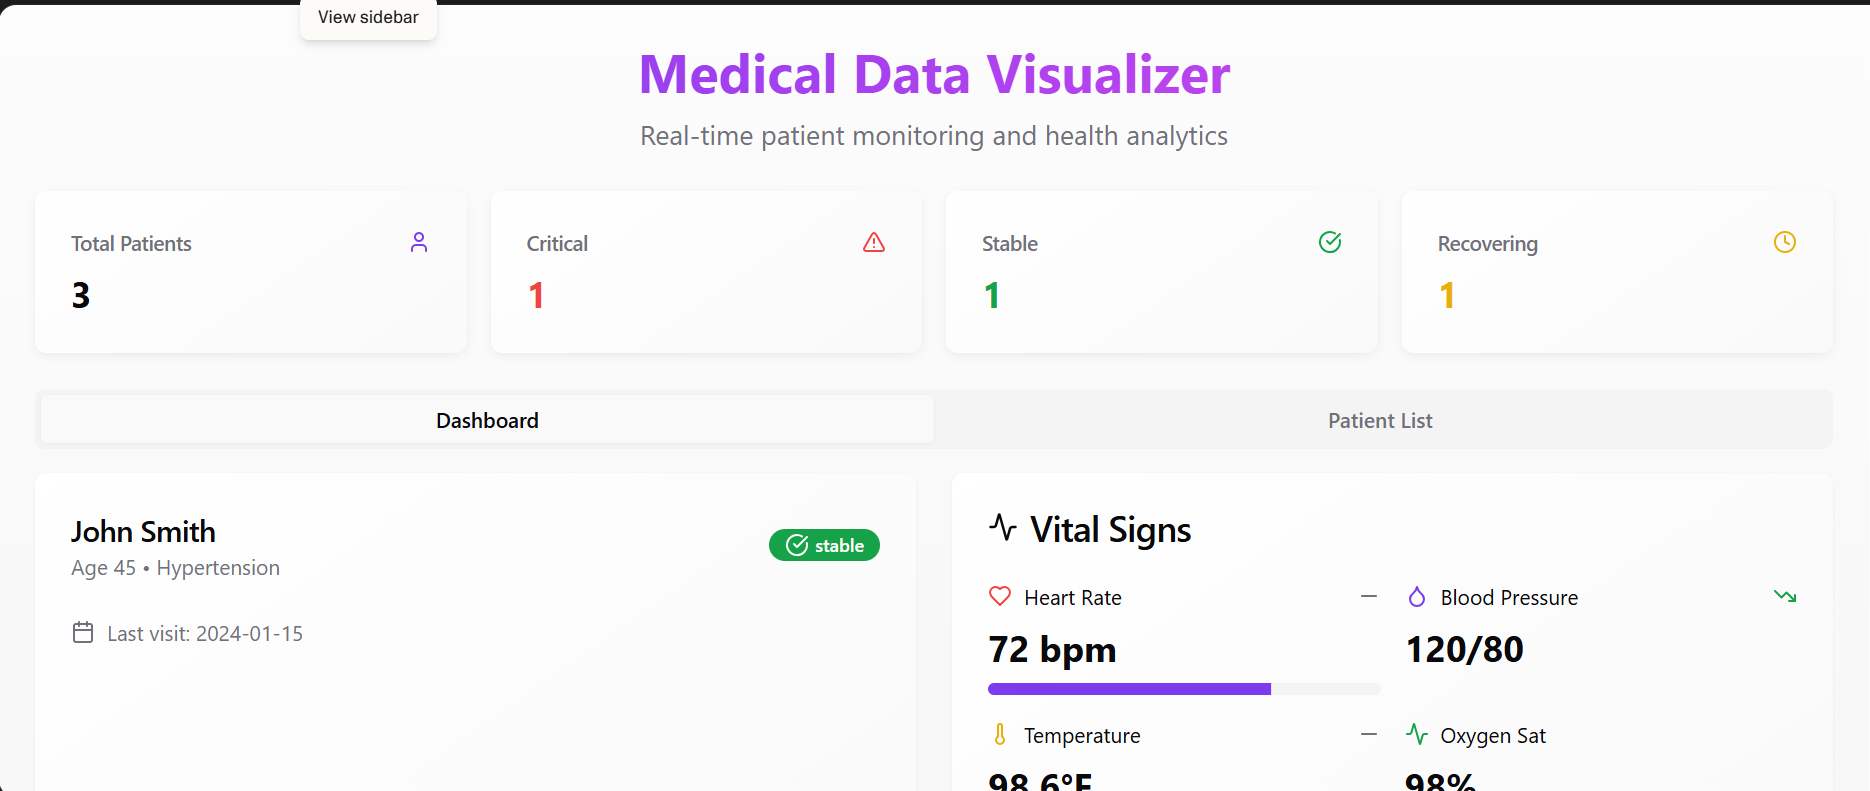 View sidebar
Medical Data Visualizer
Real-time patient monitoring and health analytics
Total Patients
3
Critical
1
Stable
1
Recovering
1
Dashboard
Patient List
John Smith
Age 45 • Hypertension
stable
Last visit: 2024-01-15
Vital Signs
Heart Rate
72 bpm
Blood Pressure
120/80
Temperature
98.6°F
Oxygen Sat
98%